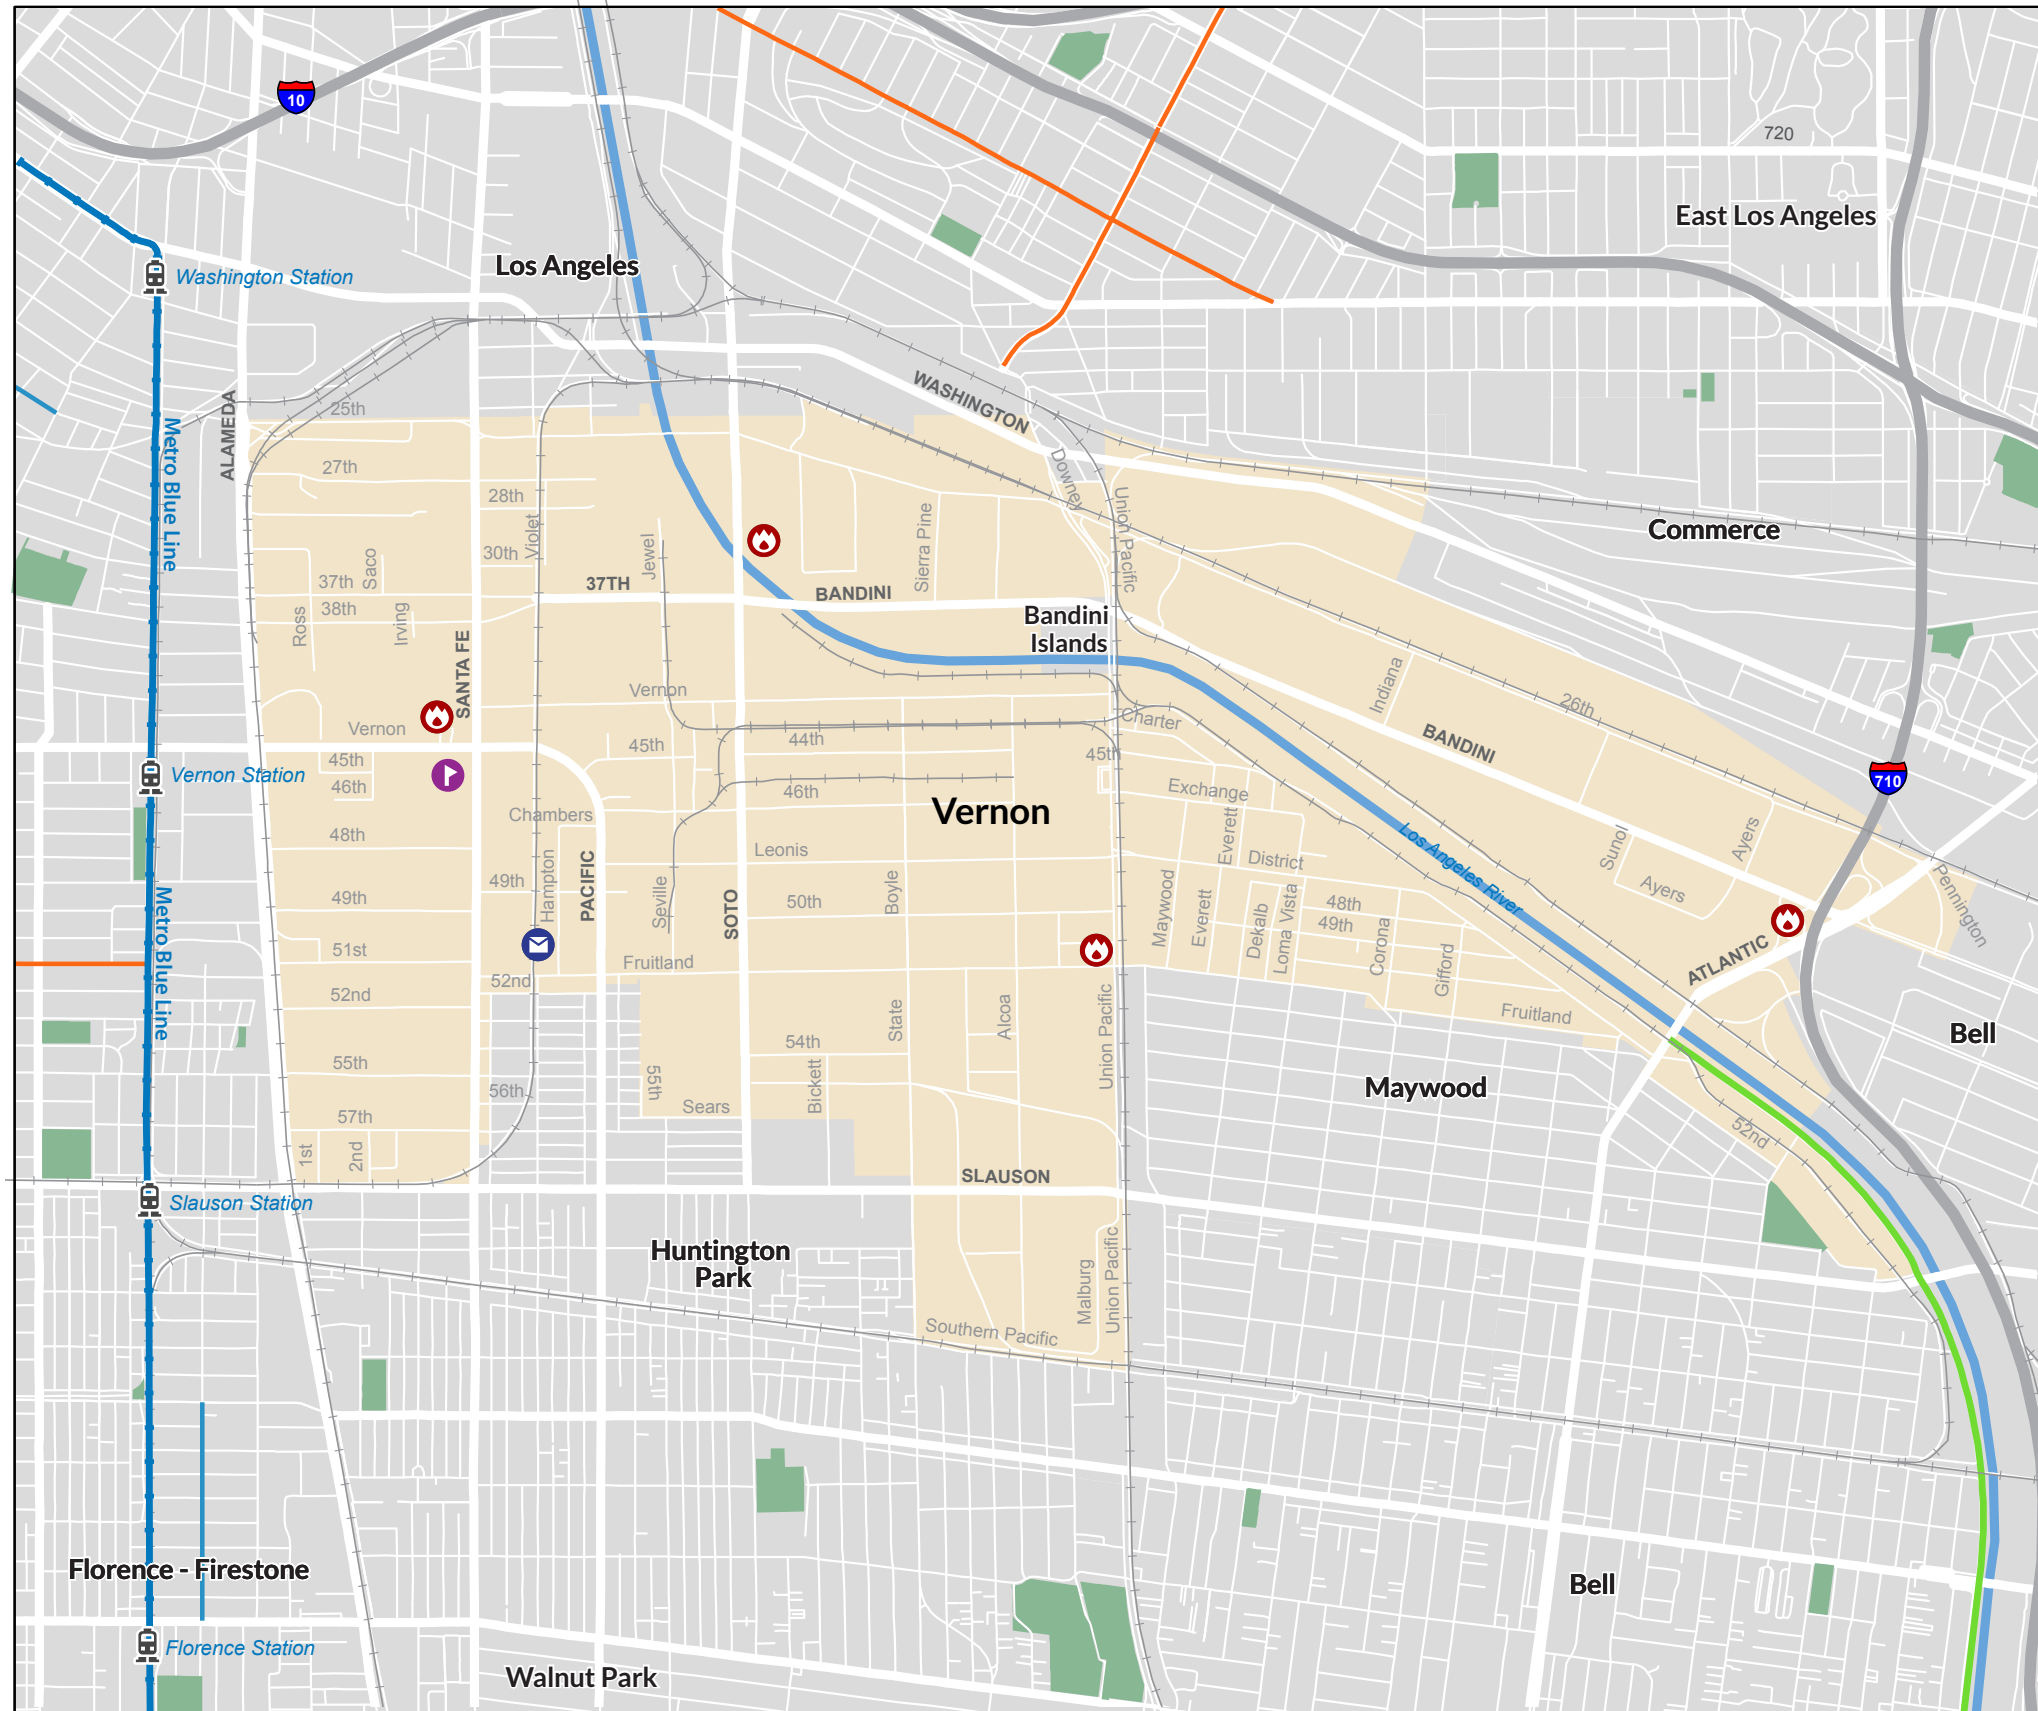 10
720
East Los Angeles
Los Angeles
Washington Station
WASHINGTON
ALAMEDA
25th
Metro Blue Line
27th
Downey
Union Pacific
28th
Violet
Sierra Pine
Commerce
30th
Jewel
Saco
37th
37TH
BANDINI
38th
Ross
Irving
Bandini
Islands
SANTA FE
Indiana
Vernon
26th
Vernon
Charter
BANDINI
45th
44th
45th
45th
Vernon Station
710
46th
46th
Exchange
Vernon
Chambers
Everett
48th
Los Angeles River
Sunol
Ayers
Leonis
District
PACIFIC
Hampton
49th
Seville
Boyle
Ayers
Pennington
49th
SOTO
50th
Maywood
Everett
Dekalb
Loma Vista
48th
49th
Metro Blue Line
51st
Corona
Gifford
ATLANTIC
Fruitland
52nd
52nd
State
Alcoa
Union Pacific
Fruitland
Bell
54th
55th
55th
Bickett
56th
Maywood
57th
Sears
52nd
1st
2nd
SLAUSON
Slauson Station
Huntington
Park
Malburg
Union Pacific
Southern Pacific
Florence - Firestone
Bell
Florence Station
Walnut Park